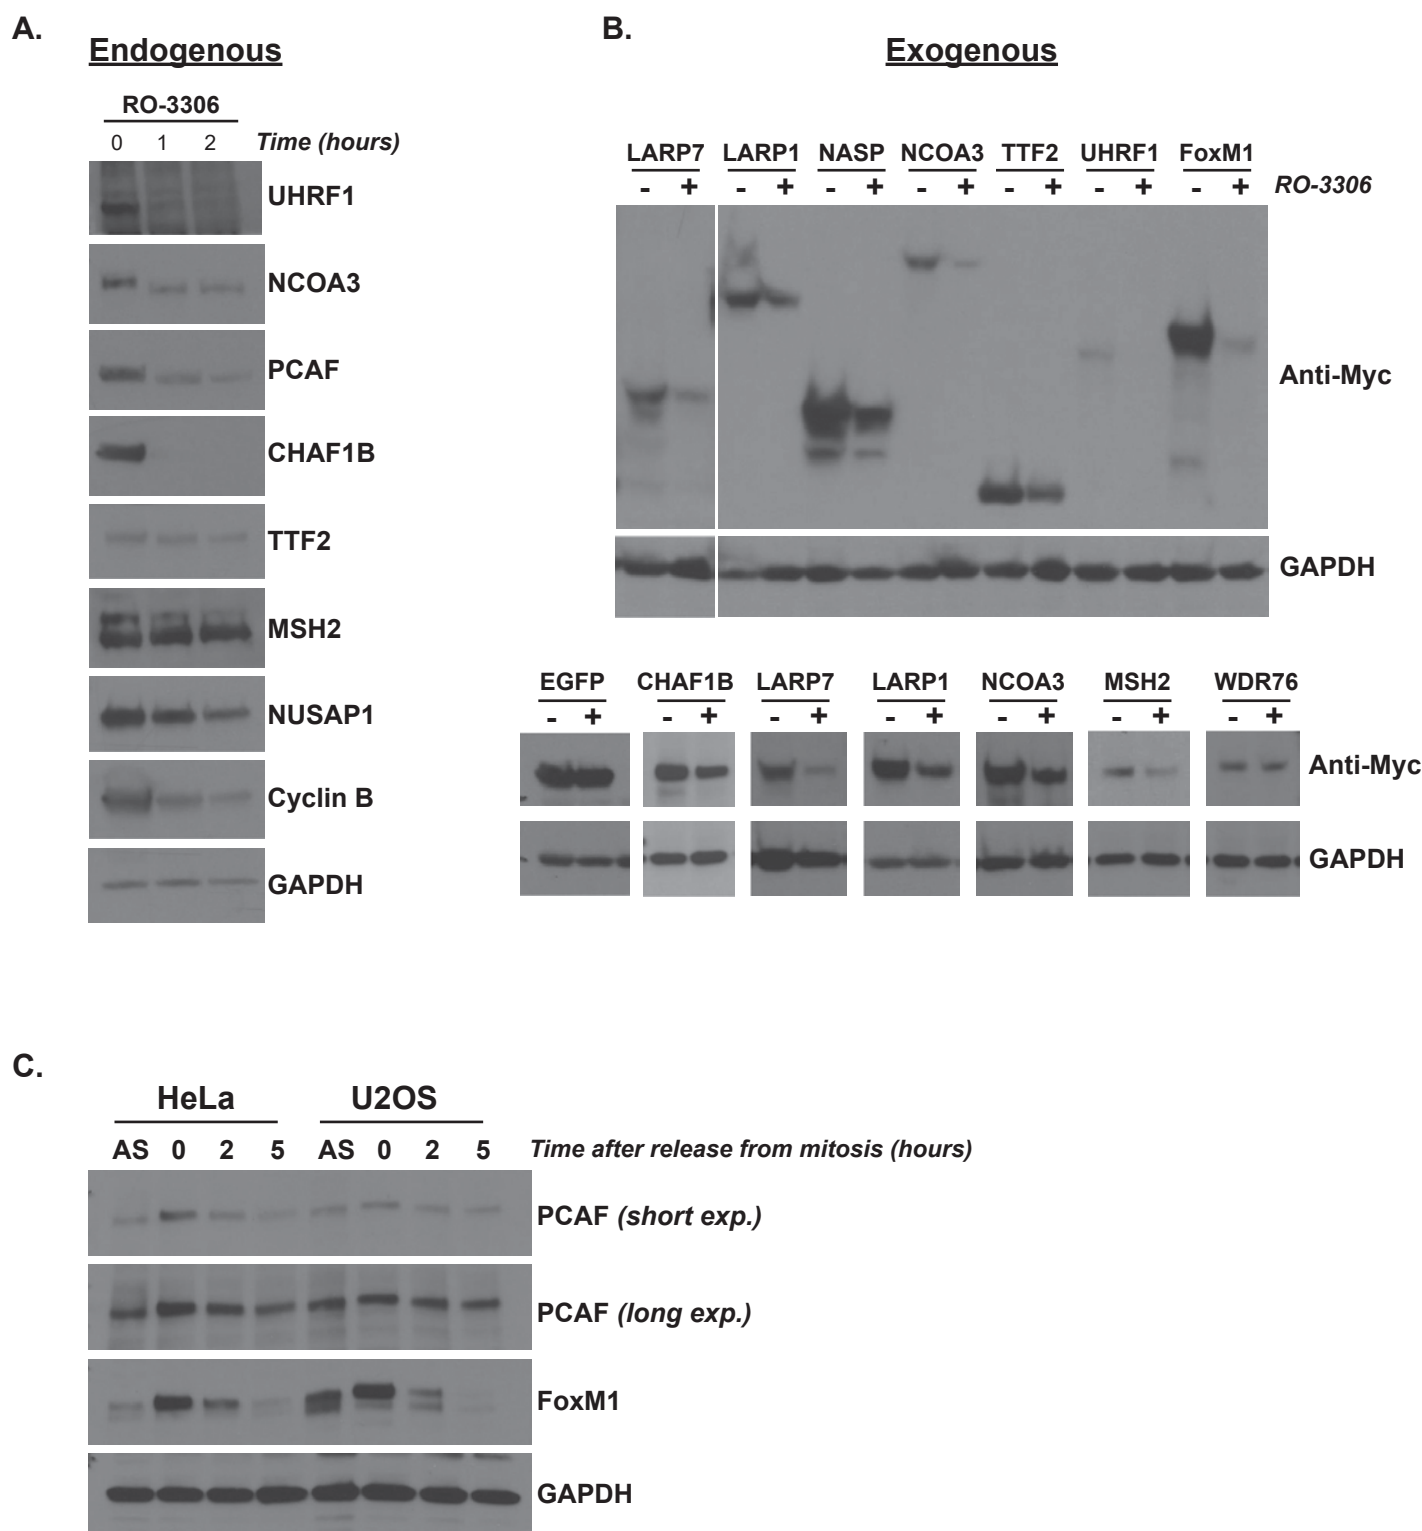 A.
Endogenous
RO-3306
0 1 2 Time (hours)
UHRF1
NCOA3
PCAF
CHAF1B
TTF2
MSH2
NUSAP1
Cyclin B
GAPDH
B.
Exogenous
LARP7 LARP1 NASP NCOA3 TTF2 UHRF1 FoxM1
- + - + - + - + - + - + - + RO-3306
Anti-Myc
GAPDH
EGFP CHAF1B LARP7 LARP1 NCOA3 MSH2 WDR76
- + - + - + - + - + - + - +
Anti-Myc
GAPDH
C.
HeLa U2OS
AS 0 2 5 AS 0 2 5 Time after release from mitosis (hours)
PCAF (short exp.)
PCAF (long exp.)
FoxM1
GAPDH